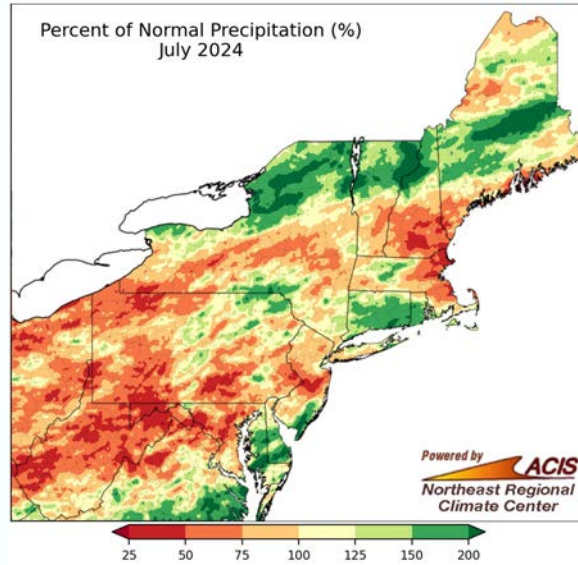 Percent of Normal Precipitation (%)
July 2024
Powered by
ACIS
Northeast Regional
Climate Center
25 50 75 100 125 150 200